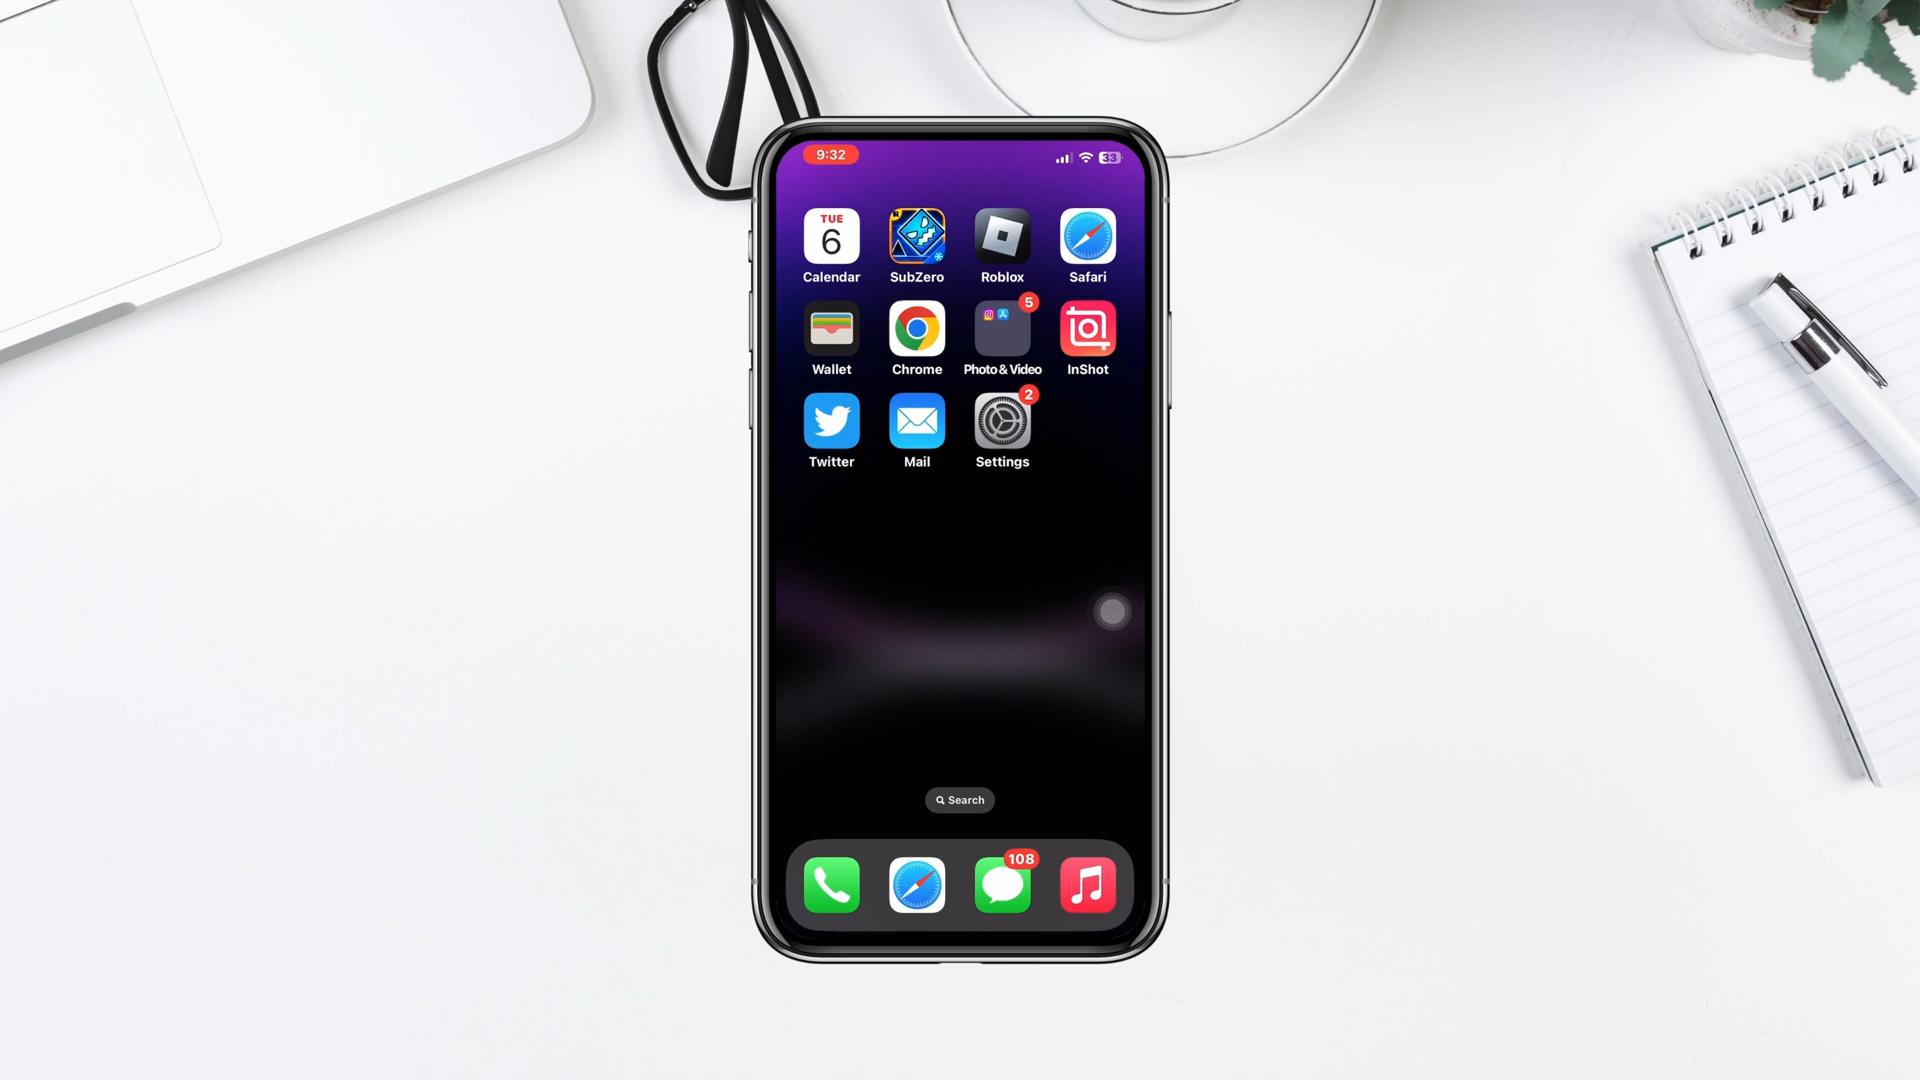 9:32
33
TUE
6
Calendar
SubZero
Roblox
Safari
5
Wallet
Chrome
Photo & Video
InShot
2
Twitter
Mail
Settings
Search
108